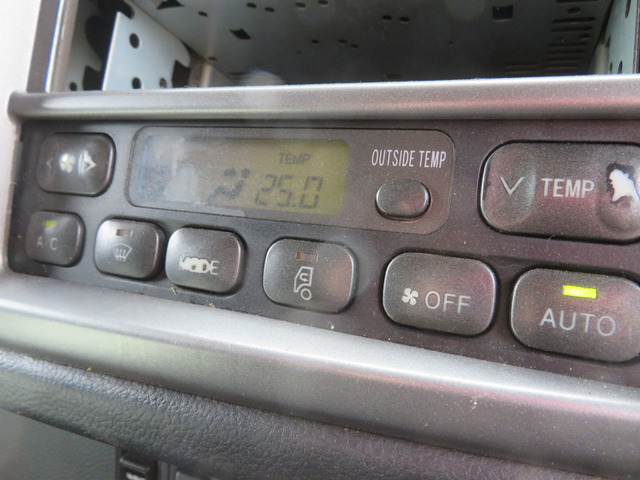 TEMP
25.0
OUTSIDE TEMP
TEMP
A/C
MODE
OFF
AUTO